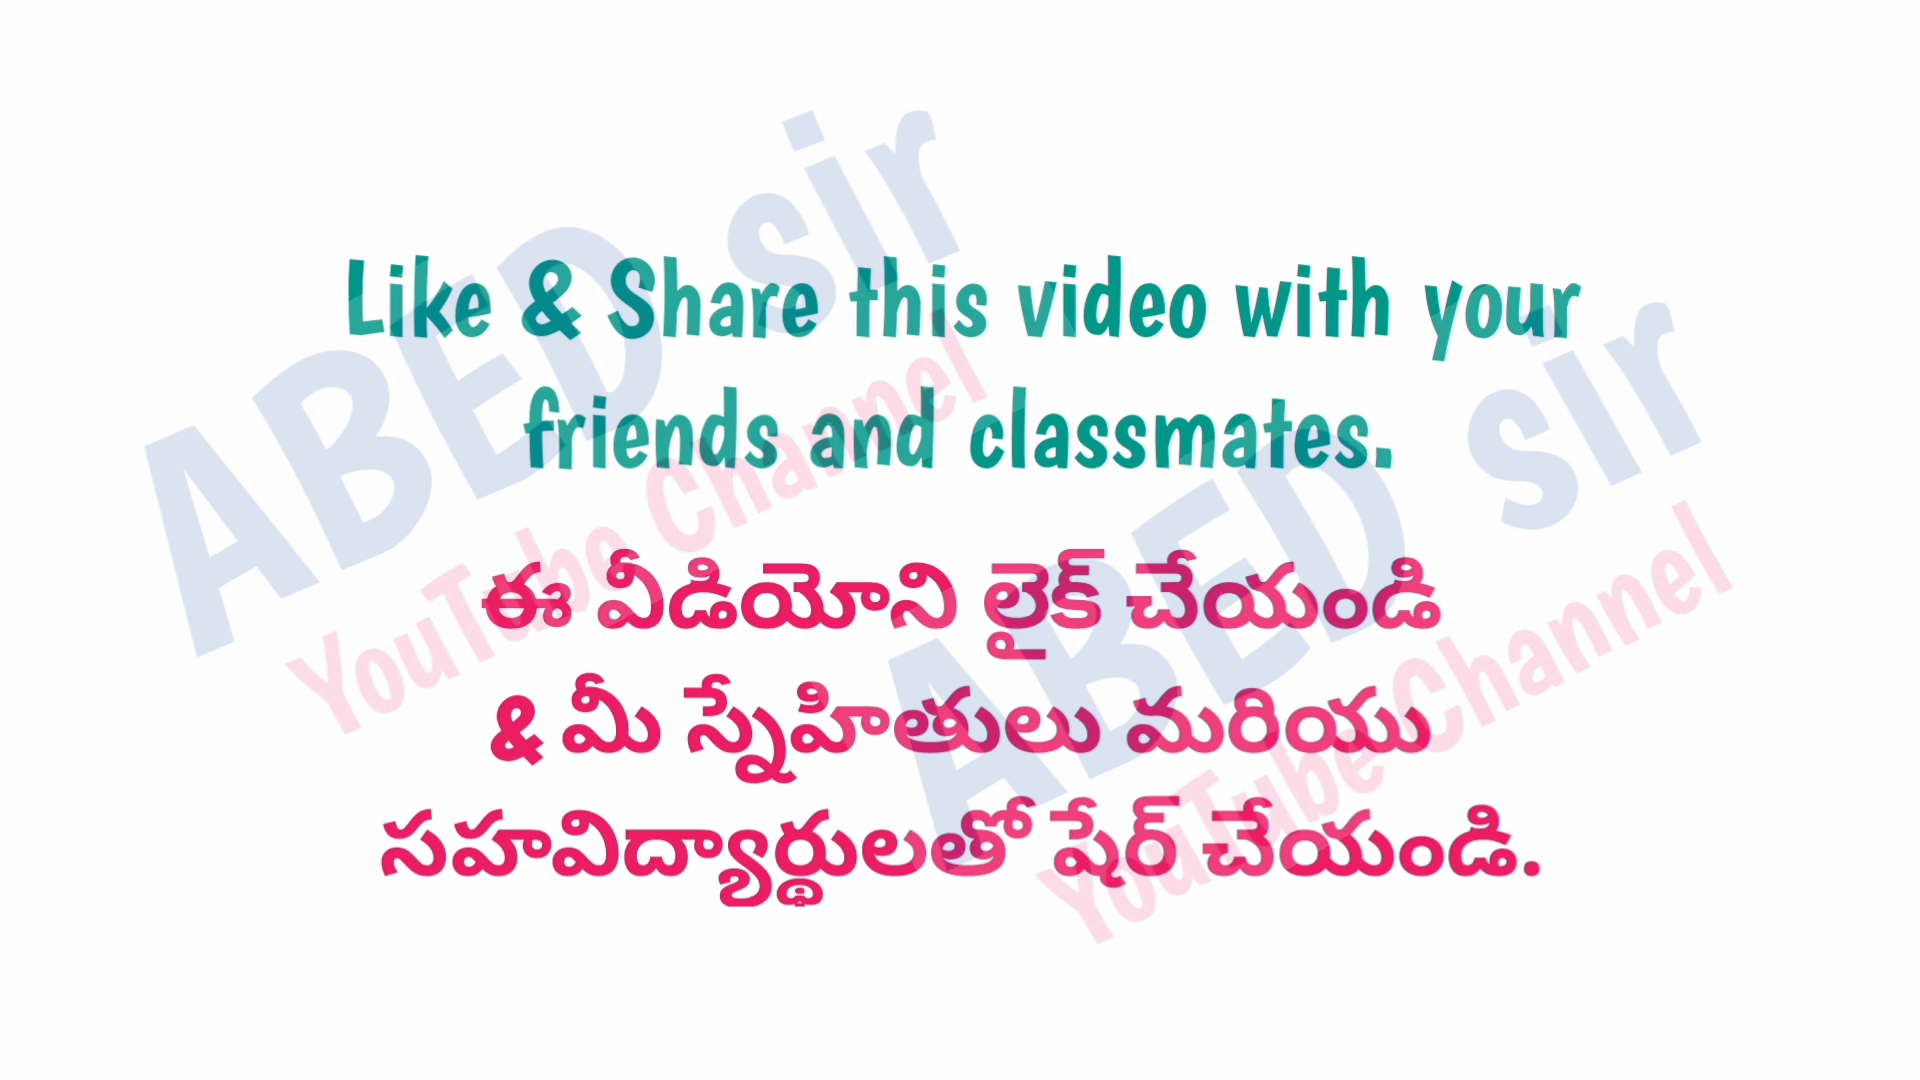 Like & Share this video with your
friends and classmates.
ఈ వీడియోని లైక్ చేయండి
& మీ స్నేహితులు మరియు
సహవిద్యార్థులతో షేర్ చేయండి.
ABED sir
YouTube Channel
ABED sir
YouTube Channel